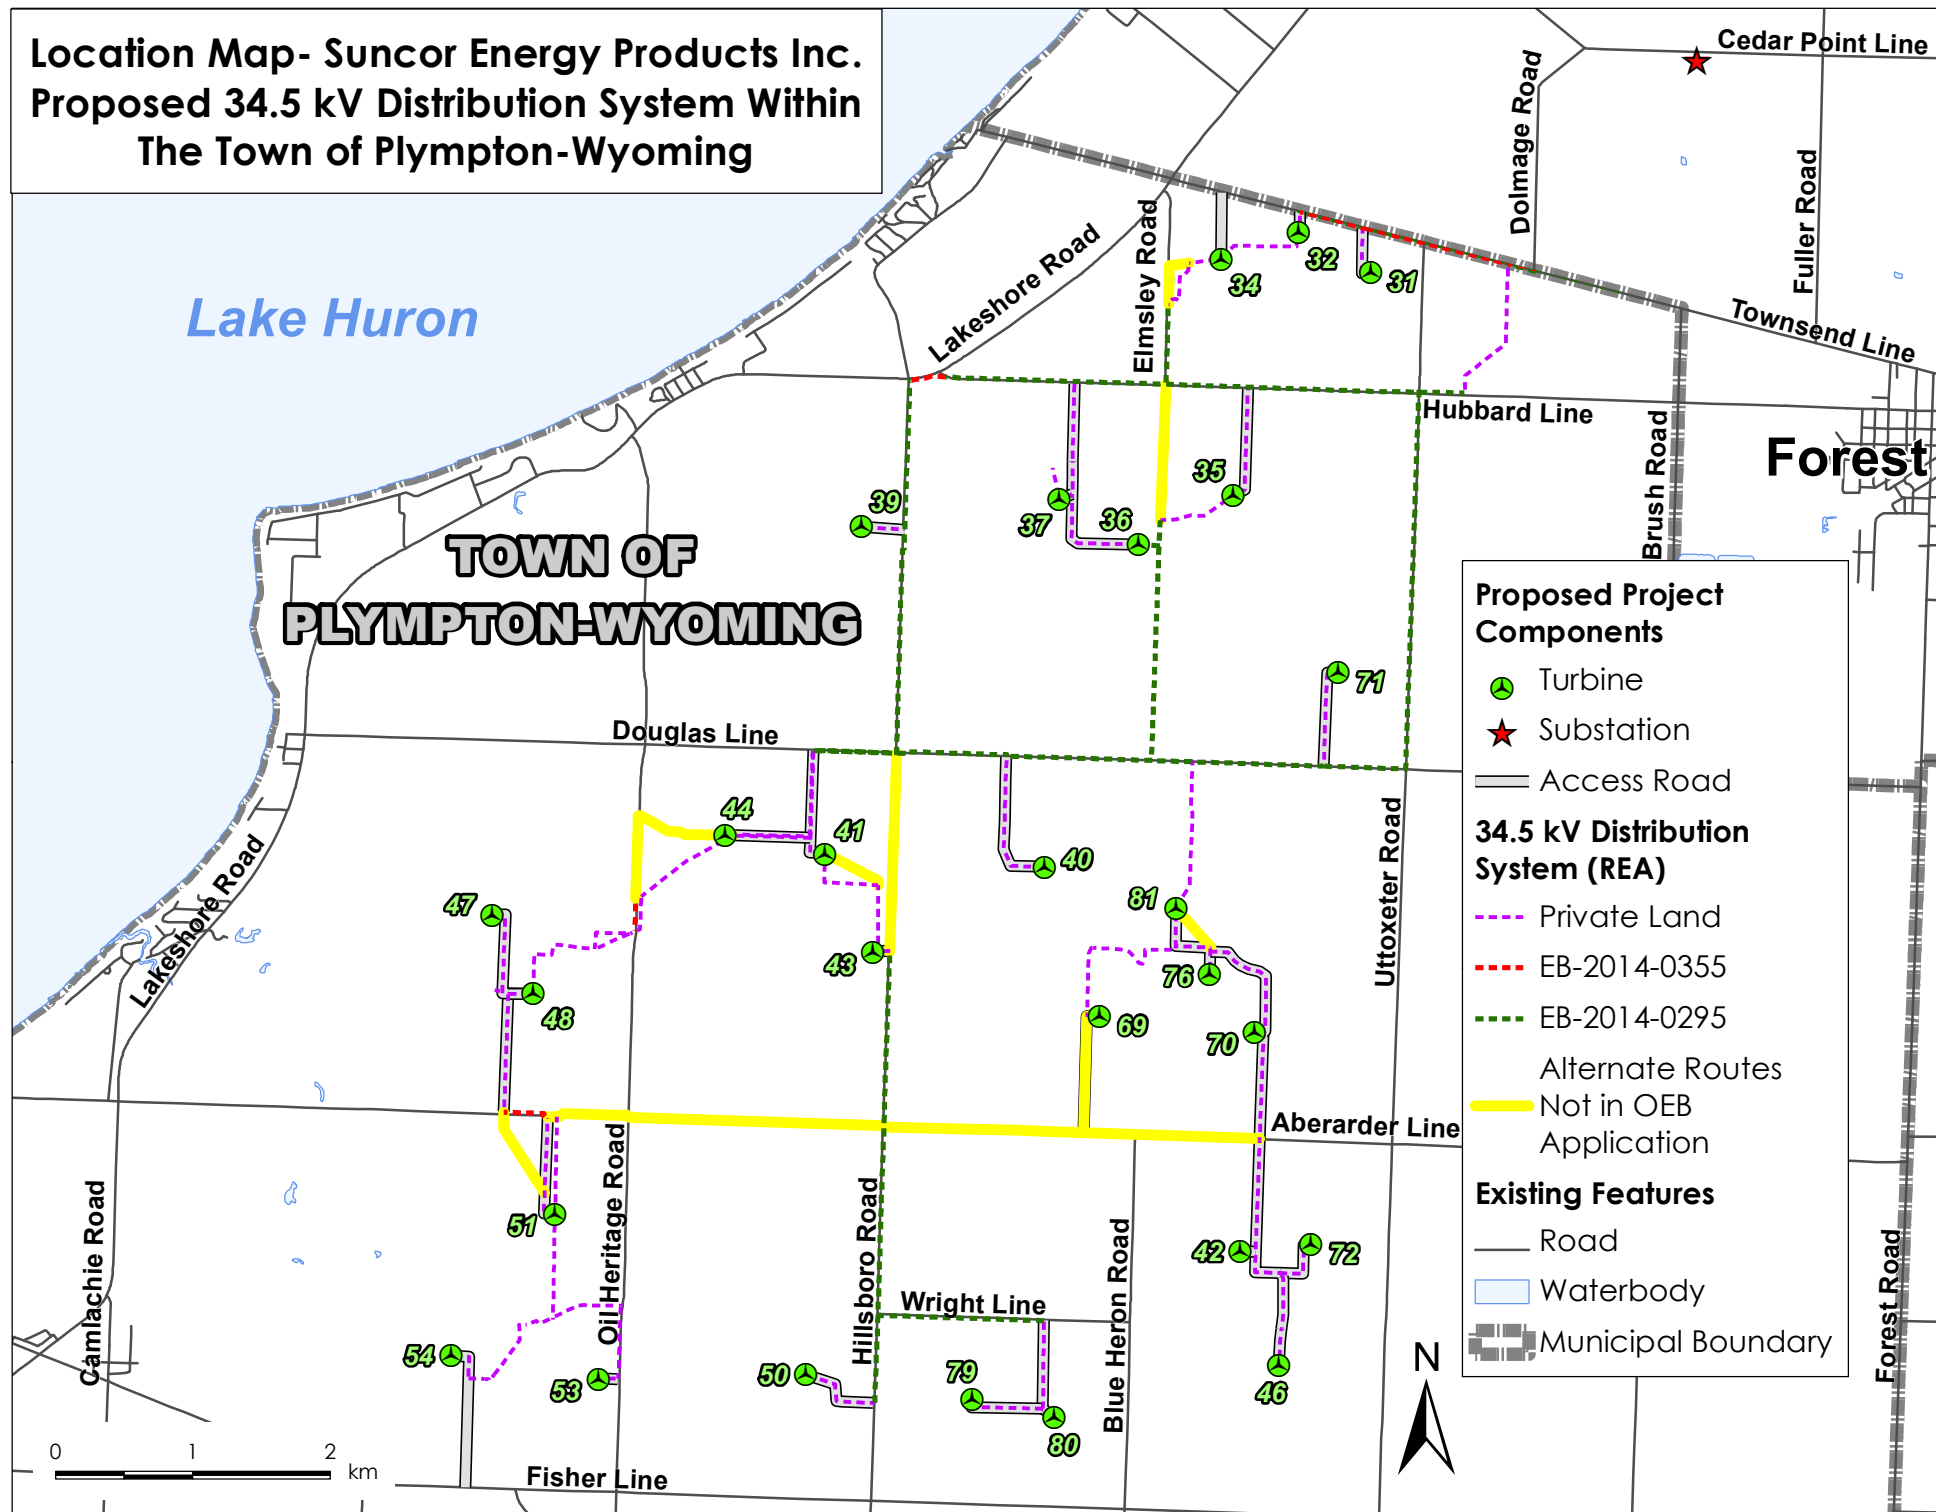 Location Map- Suncor Energy Products Inc.
Proposed 34.5 kV Distribution System Within
The Town of Plympton-Wyoming
Cedar Point Line
Dolmage Road
Fuller Road
Lake Huron
Lakeshore Road
Elmsley Road
34
32
31
Townsend Line
Hubbard Line
Brush Road
Forest
39
37
36
35
TOWN OF
PLYMPTON-WYOMING
71
Douglas Line
44
41
40
43
47
48
81
76
69
70
Uttoxeter Road
Lakeshore Road
Aberarder Line
51
Oil Heritage Road
Hillsboro Road
Blue Heron Road
Camlachie Road
42
72
46
Wright Line
54
53
50
79
80
Fisher Line
Forest Road
Proposed Project
Components
Turbine
Substation
Access Road
34.5 kV Distribution
System (REA)
Private Land
EB-2014-0355
EB-2014-0295
Alternate Routes
Not in OEB
Application
Existing Features
Road
Waterbody
Municipal Boundary
N
0 1 2
km